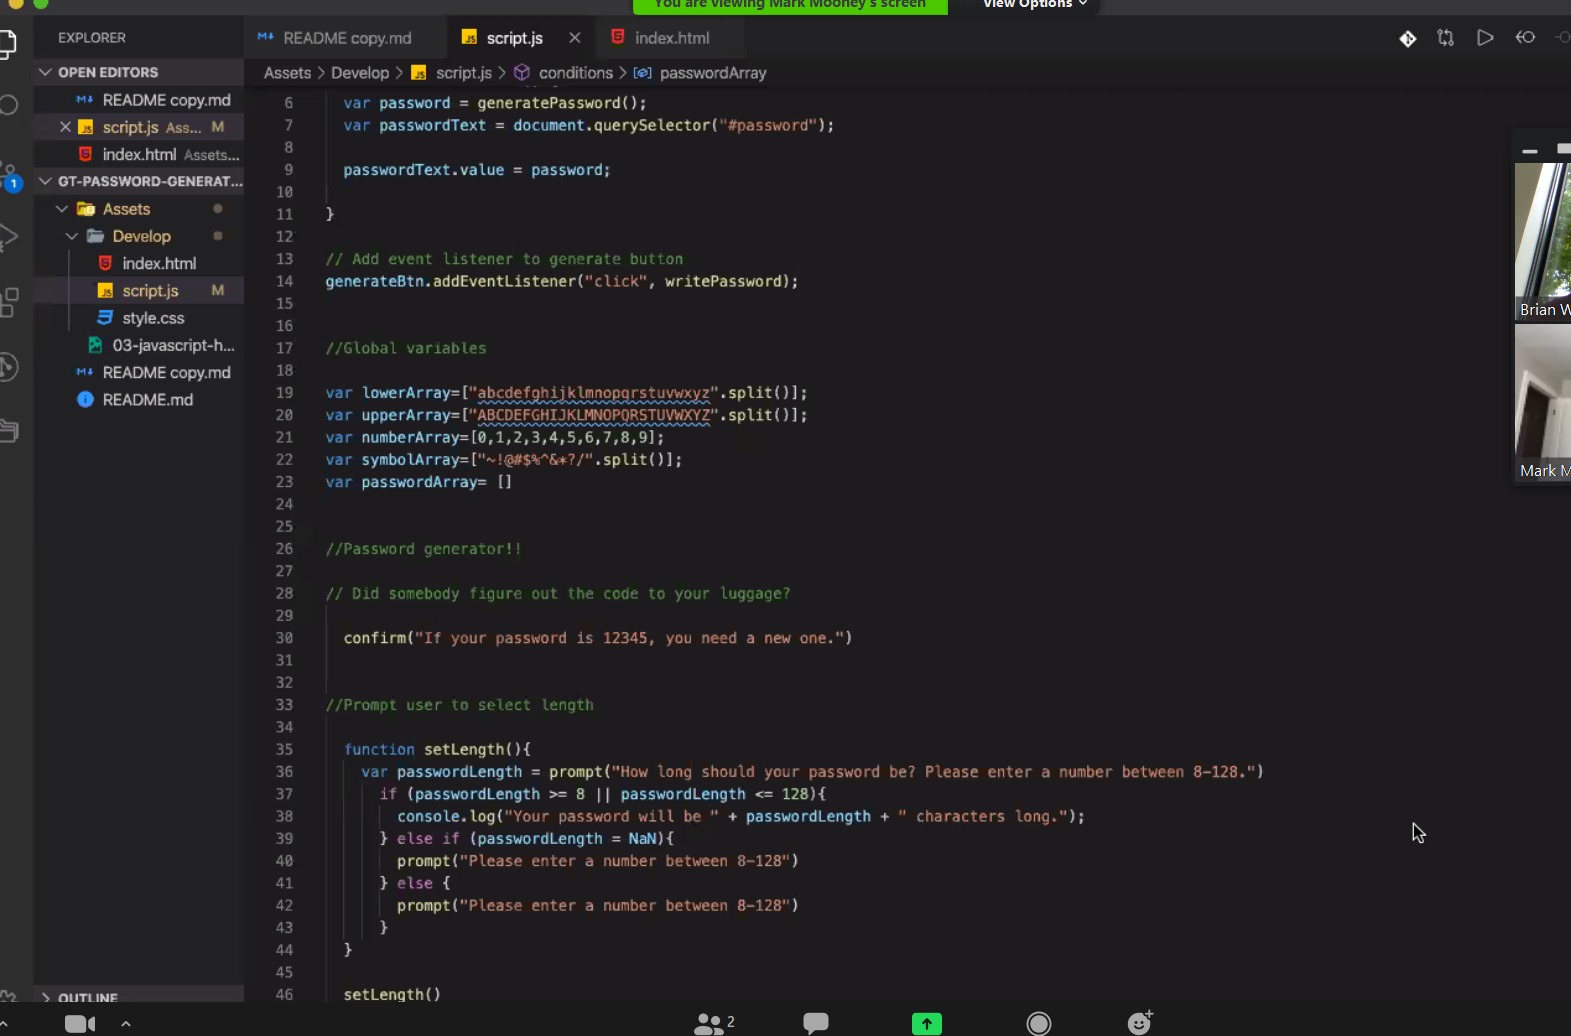 You are viewing Mark Mooney's screen
View Options
EXPLORER
README copy.md
script.js
index.html
OPEN EDITORS
README copy.md
script.js Ass... M
index.html Assets...
GT-PASSWORD-GENERAT...
Assets
Develop
index.html
script.js M
style.css
03-javascript-h...
README copy.md
README.md
OUTLINE
1
Assets > Develop > script.js > conditions > passwordArray
6 var password = generatePassword();
7 var passwordText = document.querySelector("#password");
8
9 passwordText.value = password;
10
11 }
12
13 // Add event listener to generate button
14 generateBtn.addEventListener("click", writePassword);
15
16
17 //Global variables
18
19 var lowerArray=["abcdefghijklmnopqrstuvwxyz".split()];
20 var upperArray=["ABCDEFGHIJKLMNOPQRSTUVWXYZ".split()];
21 var numberArray=[0,1,2,3,4,5,6,7,8,9];
22 var symbolArray=["~!@#$%^&*?/".split()];
23 var passwordArray= []
24
25
26 //Password generator!!
27
28 // Did somebody figure out the code to your luggage?
29
30 confirm("If your password is 12345, you need a new one.")
31
32
33 //Prompt user to select length
34
35 function setLength(){
36 var passwordLength = prompt("How long should your password be? Please enter a number between 8-128.")
37 if (passwordLength >= 8 || passwordLength <= 128){
38 console.log("Your password will be " + passwordLength + " characters long.");
39 } else if (passwordLength = NaN){
40 prompt("Please enter a number between 8-128")
41 } else {
42 prompt("Please enter a number between 8-128")
43 }
44 }
45
46 setLength()
Brian W
Mark M
2